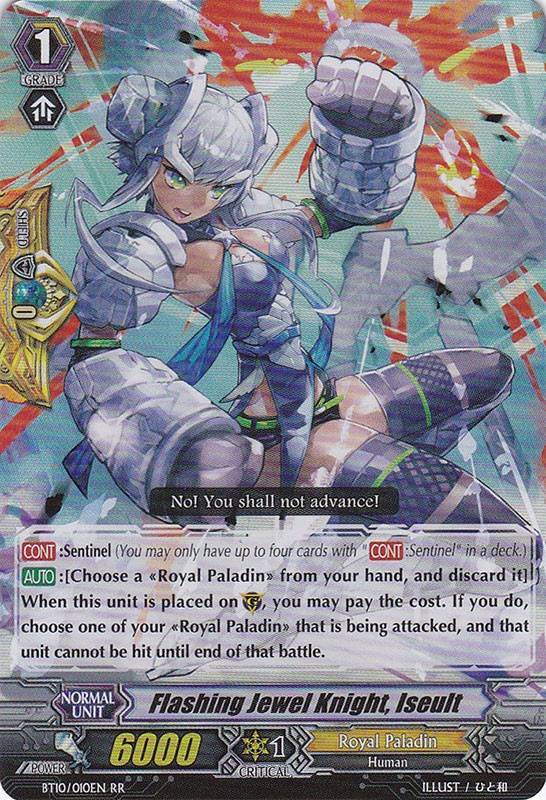 1
GRADE
SHIELD
0
No! You shall not advance!
CONT:Sentinel (You may only have up to four cards with "CONT:Sentinel" in a deck.)
AUTO:[Choose a «Royal Paladin» from your hand, and discard it]
When this unit is placed on G, you may pay the cost. If you do,
choose one of your «Royal Paladin» that is being attacked, and that
unit cannot be hit until end of that battle.
NORMAL
UNIT
Flashing Jewel Knight, Iseult
POWER
6000
1
CRITICAL
Royal Paladin
Human
BT10/010EN RR
ILLUST / ひと和